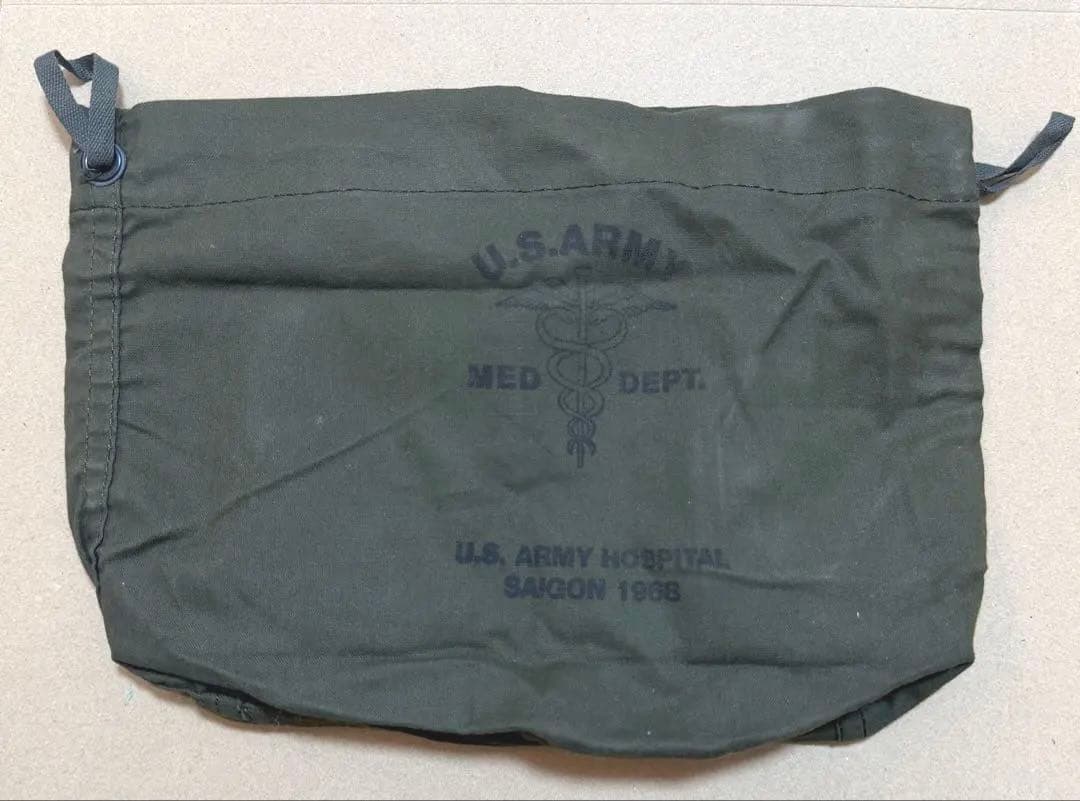 U.S. ARMY
MED DEPT.
U.S. ARMY HOSPITAL
SAIGON 1968